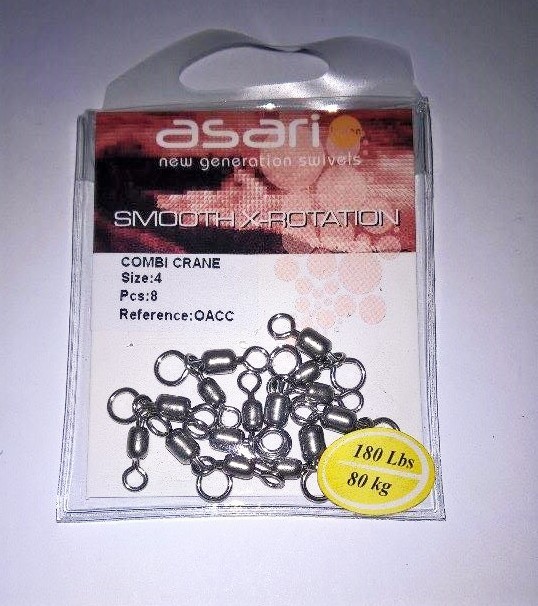 asari
new generation swivels
SMOOTH X-ROTATION
COMBI CRANE
Size:4
Pcs:8
Reference:OACC
180 Lbs
80 kg